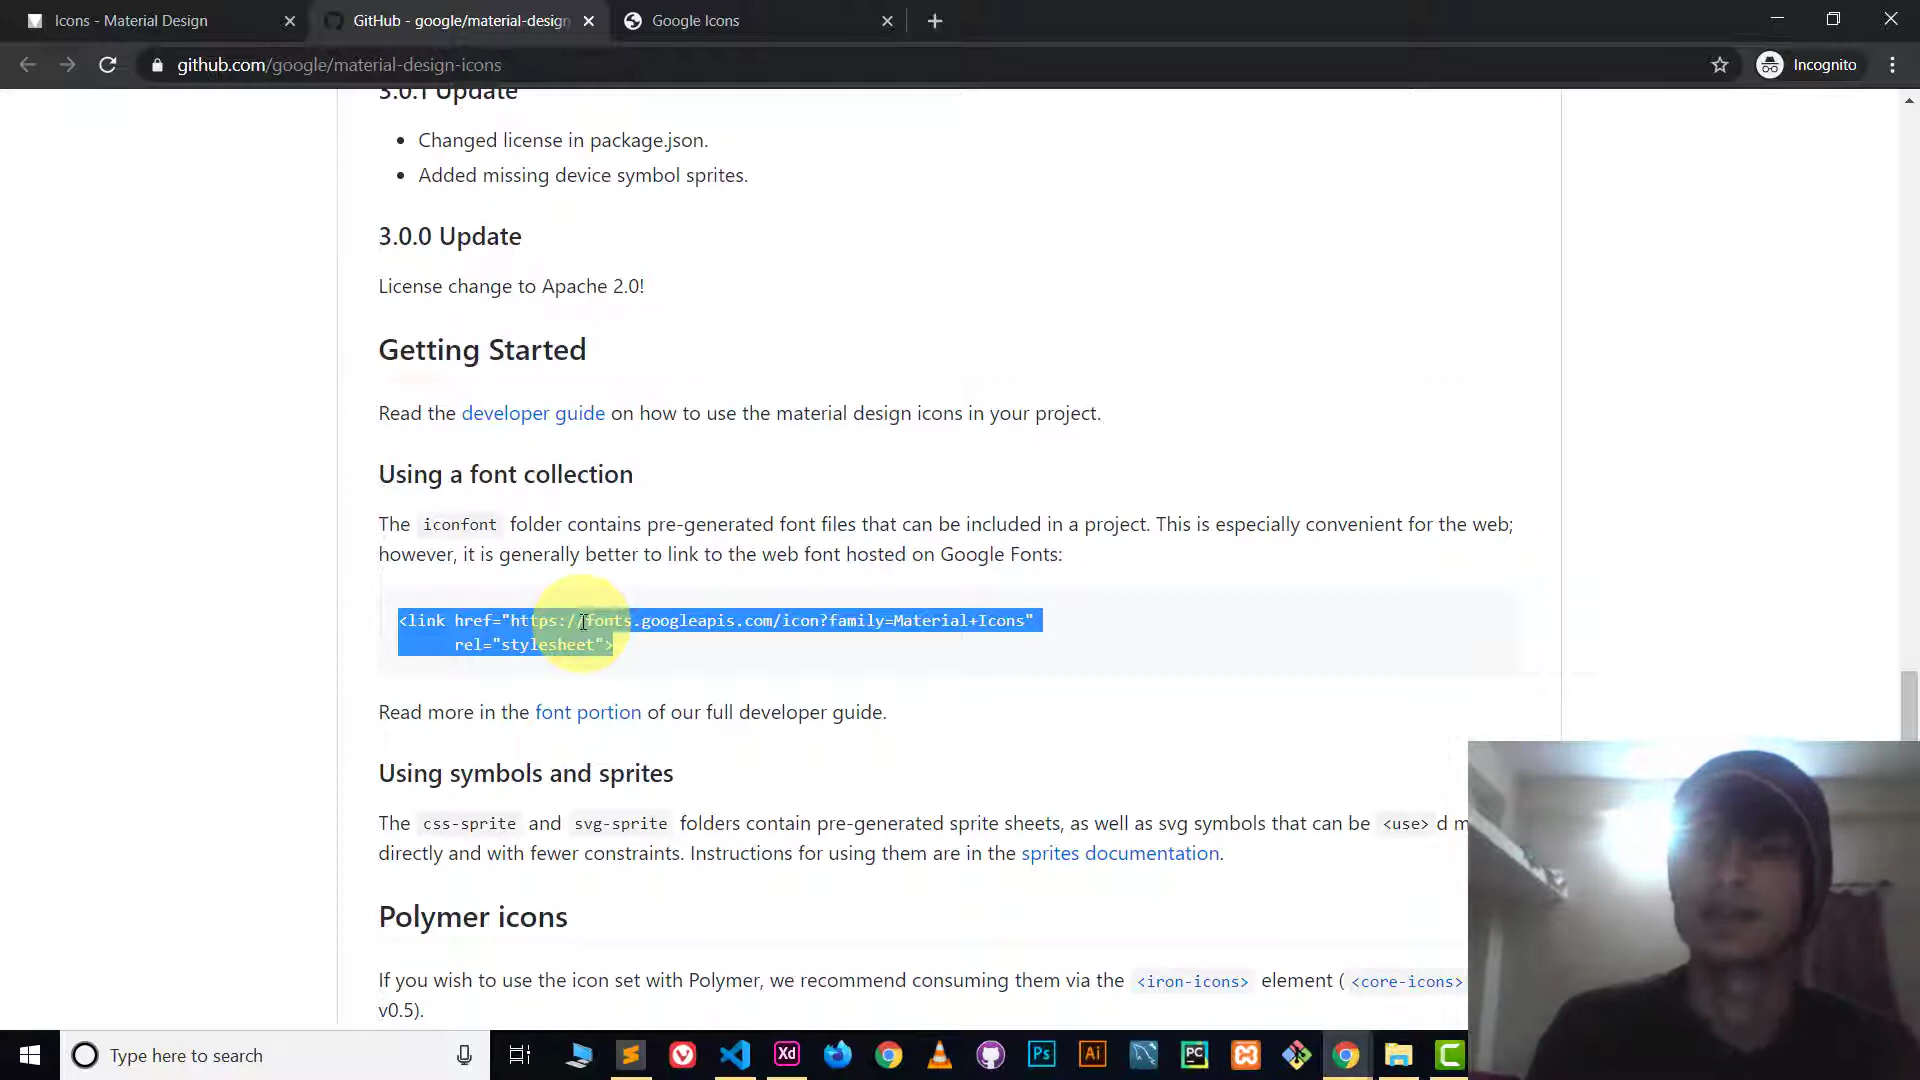 Icons - Material Design
GitHub - google/material-design
Google Icons
github.com/google/material-design-icons
Incognito
3.0.1 Update
Changed license in package.json.
Added missing device symbol sprites.
3.0.0 Update
License change to Apache 2.0!
Getting Started
Read the developer guide on how to use the material design icons in your project.
Using a font collection
The iconfont folder contains pre-generated font files that can be included in a project. This is especially convenient for the web;
however, it is generally better to link to the web font hosted on Google Fonts:
<link href="https://fonts.googleapis.com/icon?family=Material+Icons"
rel="stylesheet">
Read more in the font portion of our full developer guide.
Using symbols and sprites
The css-sprite and svg-sprite folders contain pre-generated sprite sheets, as well as svg symbols that can be <use> d m
directly and with fewer constraints. Instructions for using them are in the sprites documentation.
Polymer icons
If you wish to use the icon set with Polymer, we recommend consuming them via the <iron-icons> element ( <core-icons>
v0.5).
Type here to search
Xd
Ps
Ai
PC